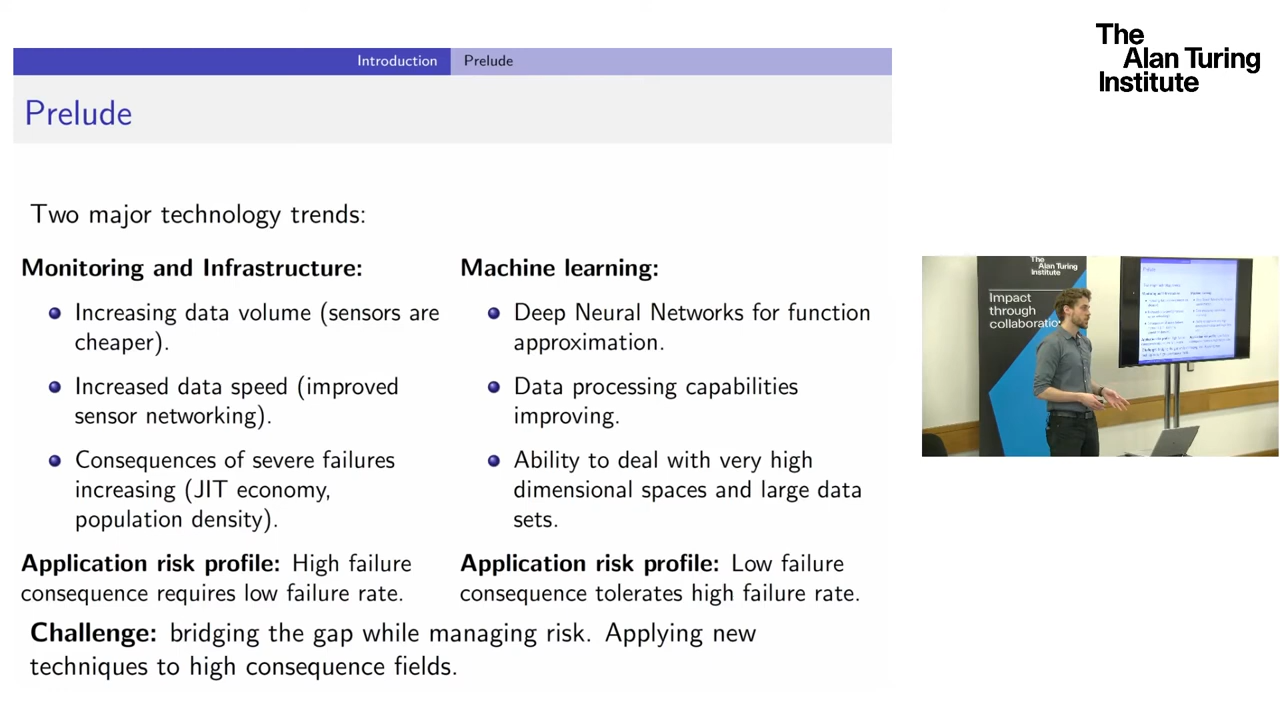 Introduction
Prelude
The
Alan Turing
Institute
Prelude
Two major technology trends:
Monitoring and Infrastructure:
Increasing data volume (sensors are
cheaper).
Increased data speed (improved
sensor networking).
Consequences of severe failures
increasing (JIT economy,
population density).
Application risk profile: High failure
consequence requires low failure rate.
Machine learning:
Deep Neural Networks for function
approximation.
Data processing capabilities
improving.
Ability to deal with very high
dimensional spaces and large data
sets.
Application risk profile: Low failure
consequence tolerates high failure rate.
Challenge: bridging the gap while managing risk. Applying new
techniques to high consequence fields.
The
Alan Turing
Institute
Impact
through
Prelude